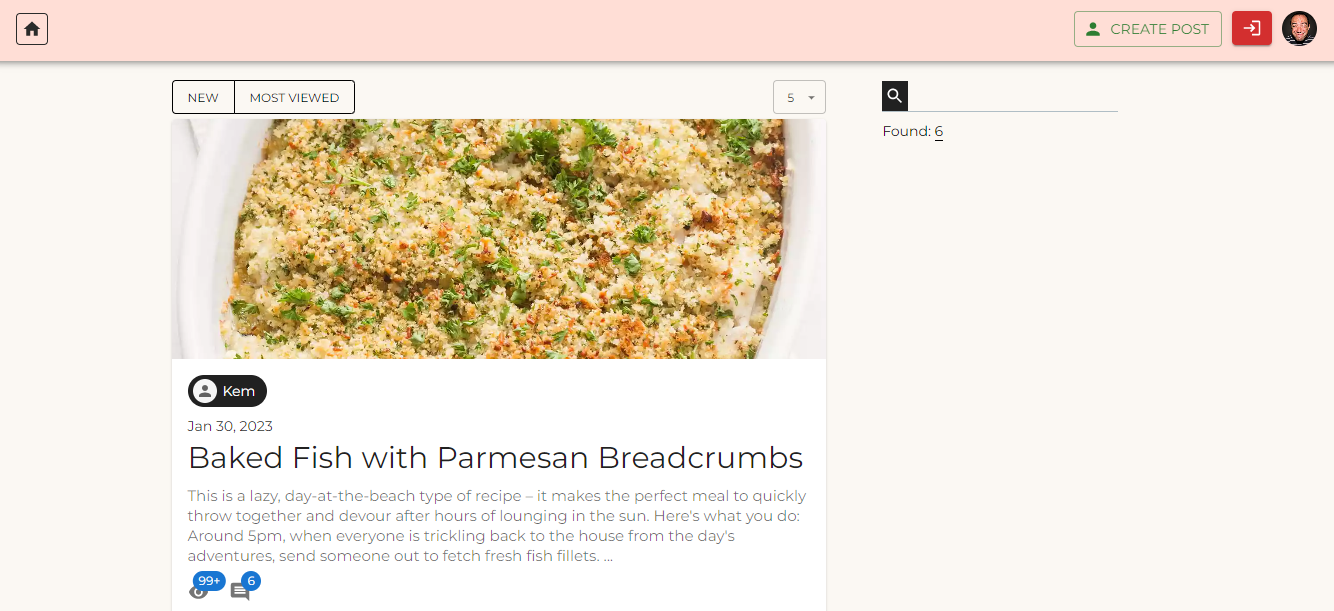 CREATE POST
NEW
MOST VIEWED
5
Found: 6
Kem
Jan 30, 2023
Baked Fish with Parmesan Breadcrumbs
This is a lazy, day-at-the-beach type of recipe – it makes the perfect meal to quickly
throw together and devour after hours of lounging in the sun. Here's what you do:
Around 5pm, when everyone is trickling back to the house from the day's
adventures, send someone out to fetch fresh fish fillets. ...
99+
6